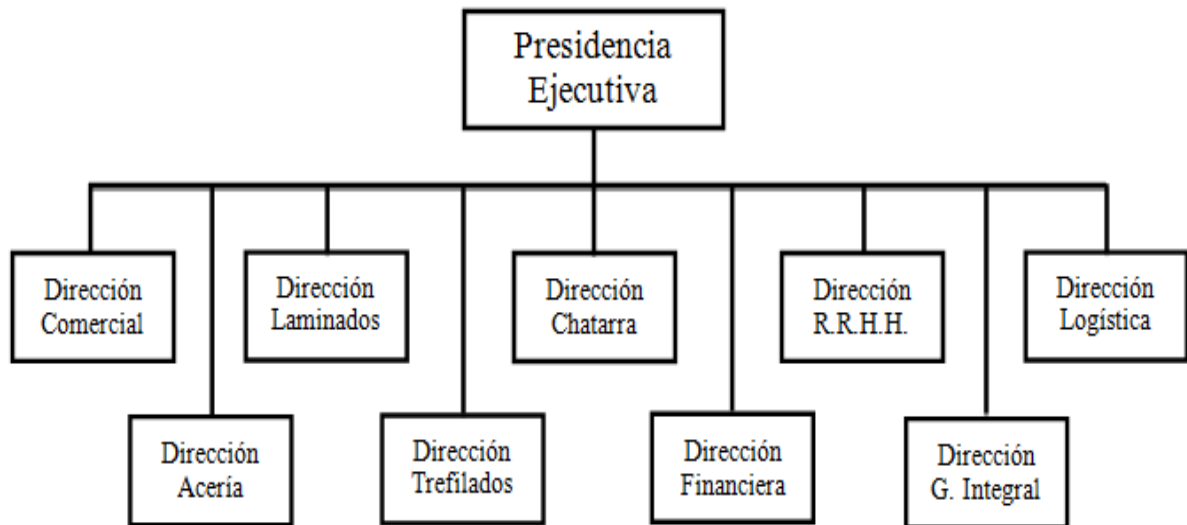 Presidencia
Ejecutiva
Dirección
Comercial
Dirección
Laminados
Dirección
Chatarra
Dirección
R.R.H.H.
Dirección
Logística
Dirección
Acería
Dirección
Trefilados
Dirección
Financiera
Dirección
G. Integral